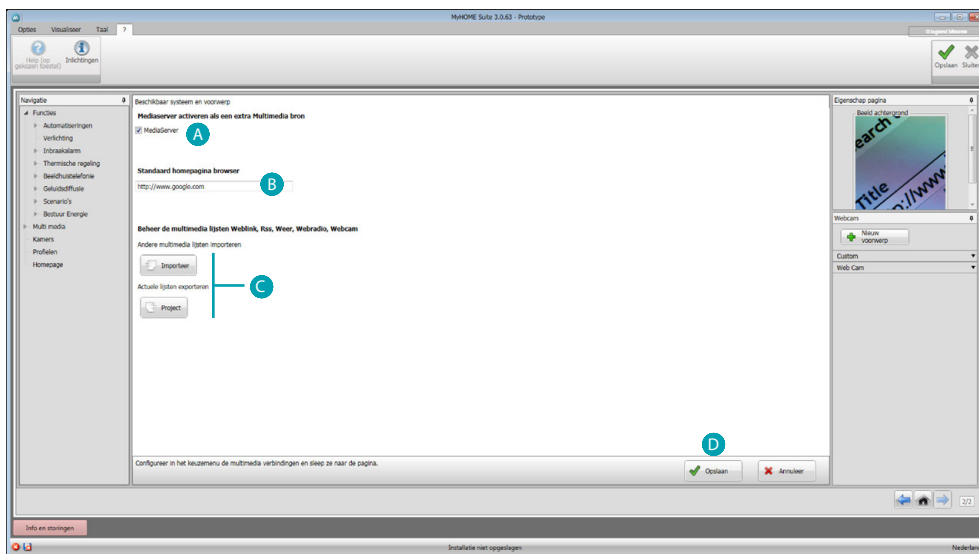 MyHOME Suite 3.0.63 - Prototype
Opties Visualiseer Taal ?
Help (op gekozen toestel)
Inlichtingen
Opslaan Sluiten
Navigatie
Functies
Automatiseringen
Verlichting
Inbraakalarm
Thermische regeling
Beeldhuistelefonie
Geluidsdiffusie
Scenario's
Bestuur Energie
Multi media
Kamers
Profielen
Homepage
Beschikbaar systeem en voorwerp
Mediaserver activeren als een extra Multimedia bron
MediaServer
A
Standaard homepagina browser
http://www.google.com
B
Beheer de multimedia lijsten Weblink, Rss, Weer, Webradio, Webcam
Andere multimedia lijsten importeren
Importeer
C
Actuele lijsten exporteren
Project
D
Configureer in het keuzemenu de multimedia verbindingen en sleep ze naar de pagina.
Opslaan
Annuleer
Eigenschap pagina
Beeld achtergrond
earch
Title
://www
Webcam
Nieuw
voorwerp
Custom
Web Cam
2/2
Info en storingen
Installatie niet opgeslagen
Nederlan